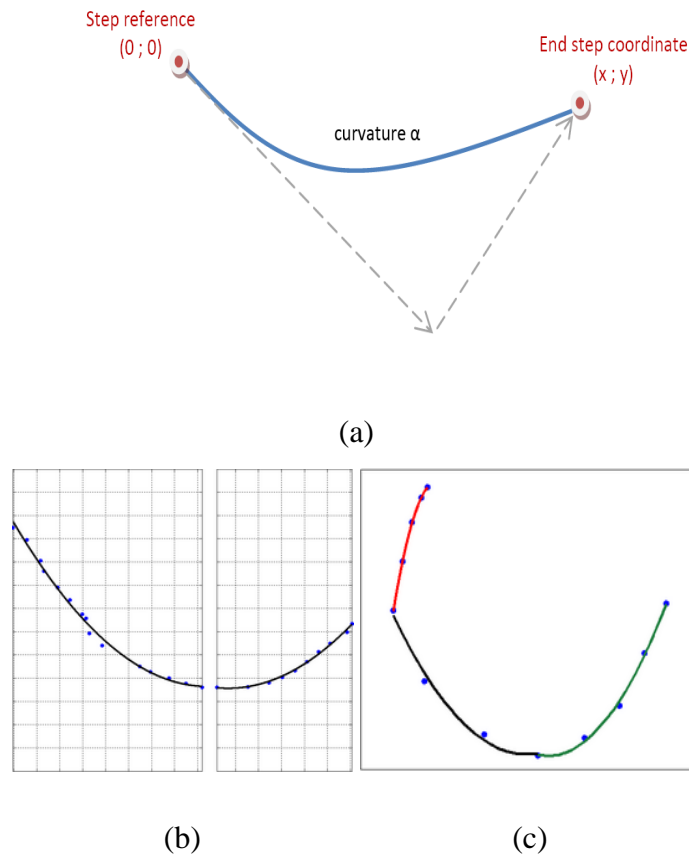 Step reference
(0 ; 0)
End step coordinate
(x ; y)
curvature α
(a)
(b)
(c)